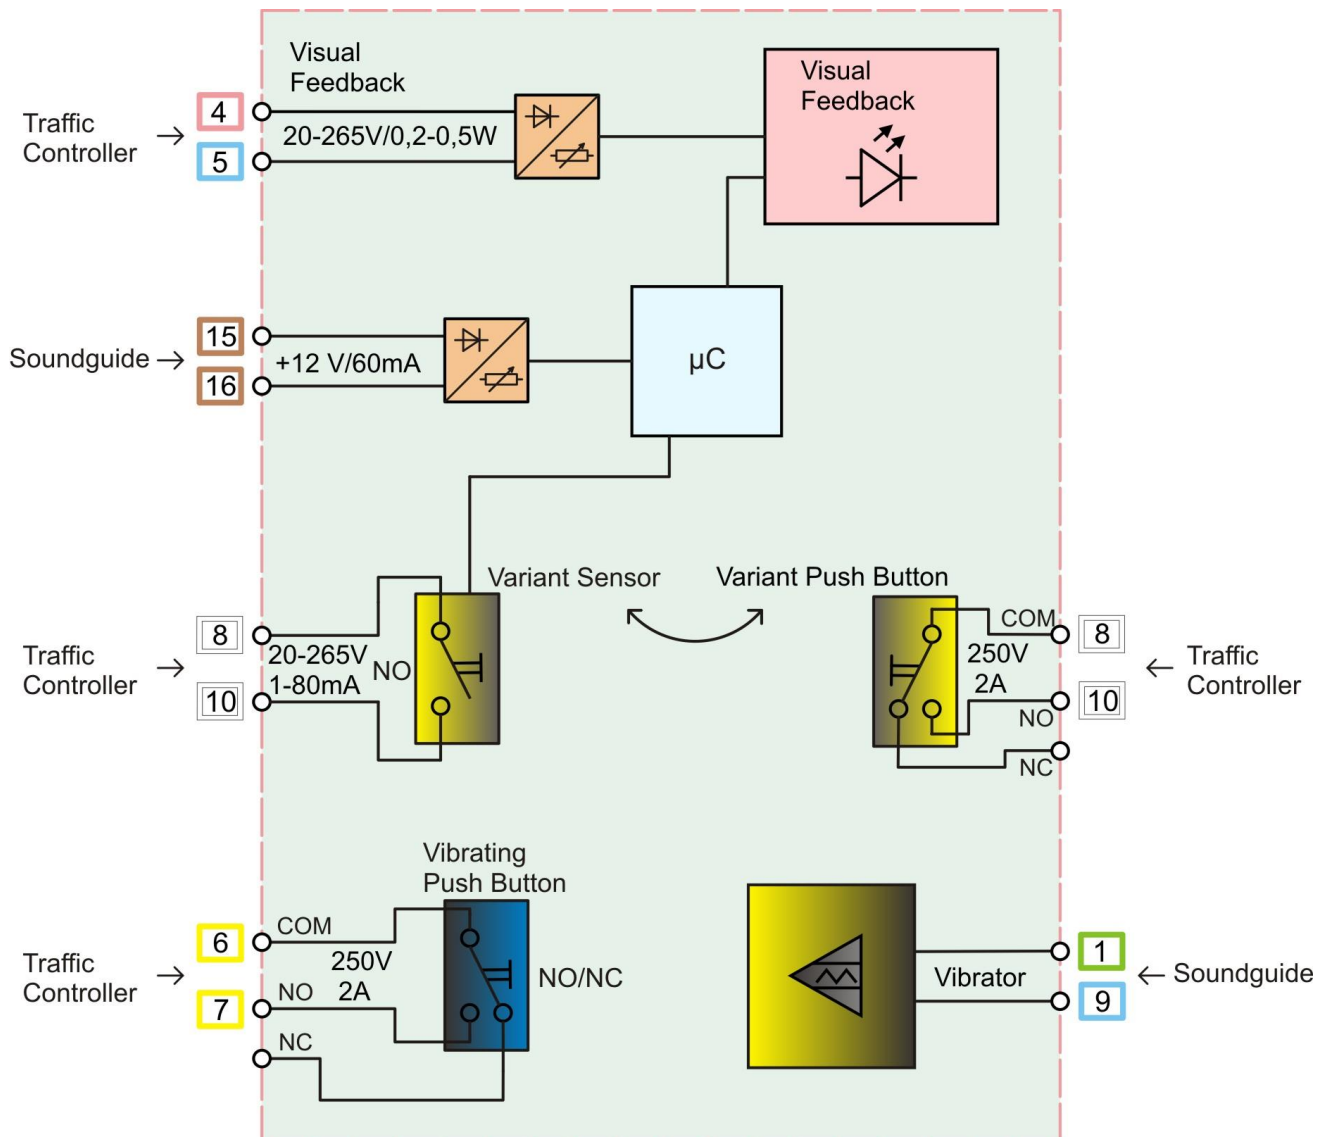 Visual
Feedback
4
Traffic
Controller
5
20-265V/0,2-0,5W
Visual
Feedback
15
Soundguide
16
+12 V/60mA
µC
Variant Sensor
Variant Push Button
8
Traffic
Controller
10
20-265V
1-80mA
NO
COM
250V
2A
NO
NC
8
10
Traffic
Controller
Vibrating
Push Button
6
Traffic
Controller
7
COM
250V
2A
NO
NC
NO/NC
Vibrator
1
9
Soundguide